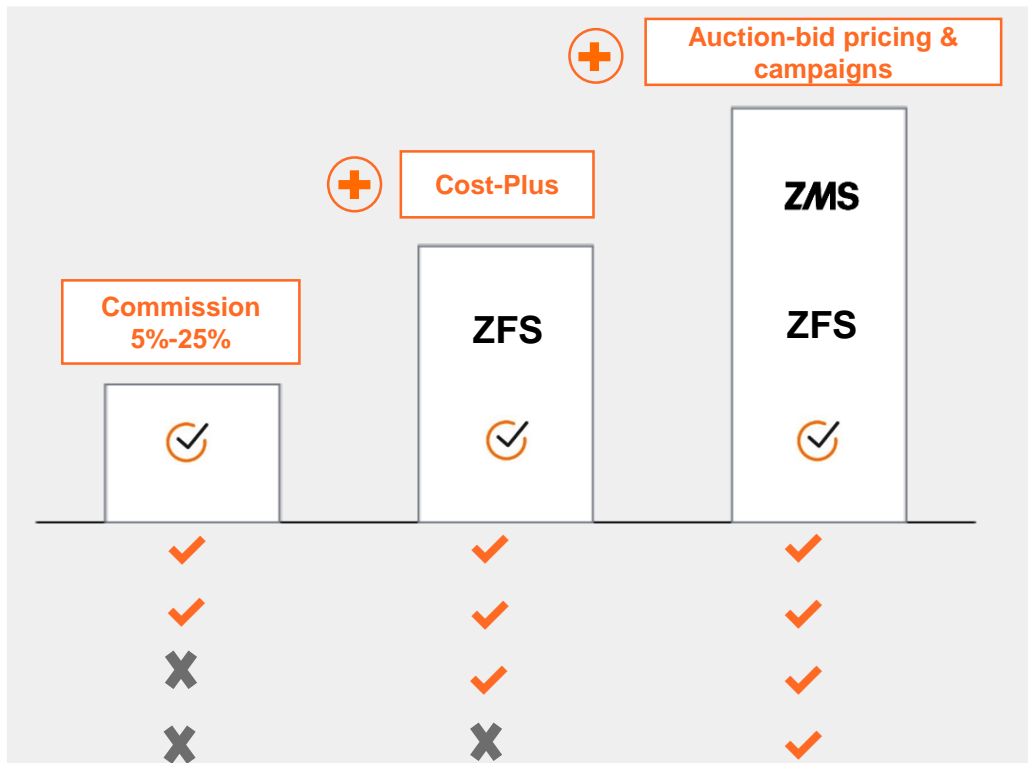 Auction-bid pricing &
campaigns
Cost-Plus
ZMS
Commission
5%-25%
ZFS
ZFS